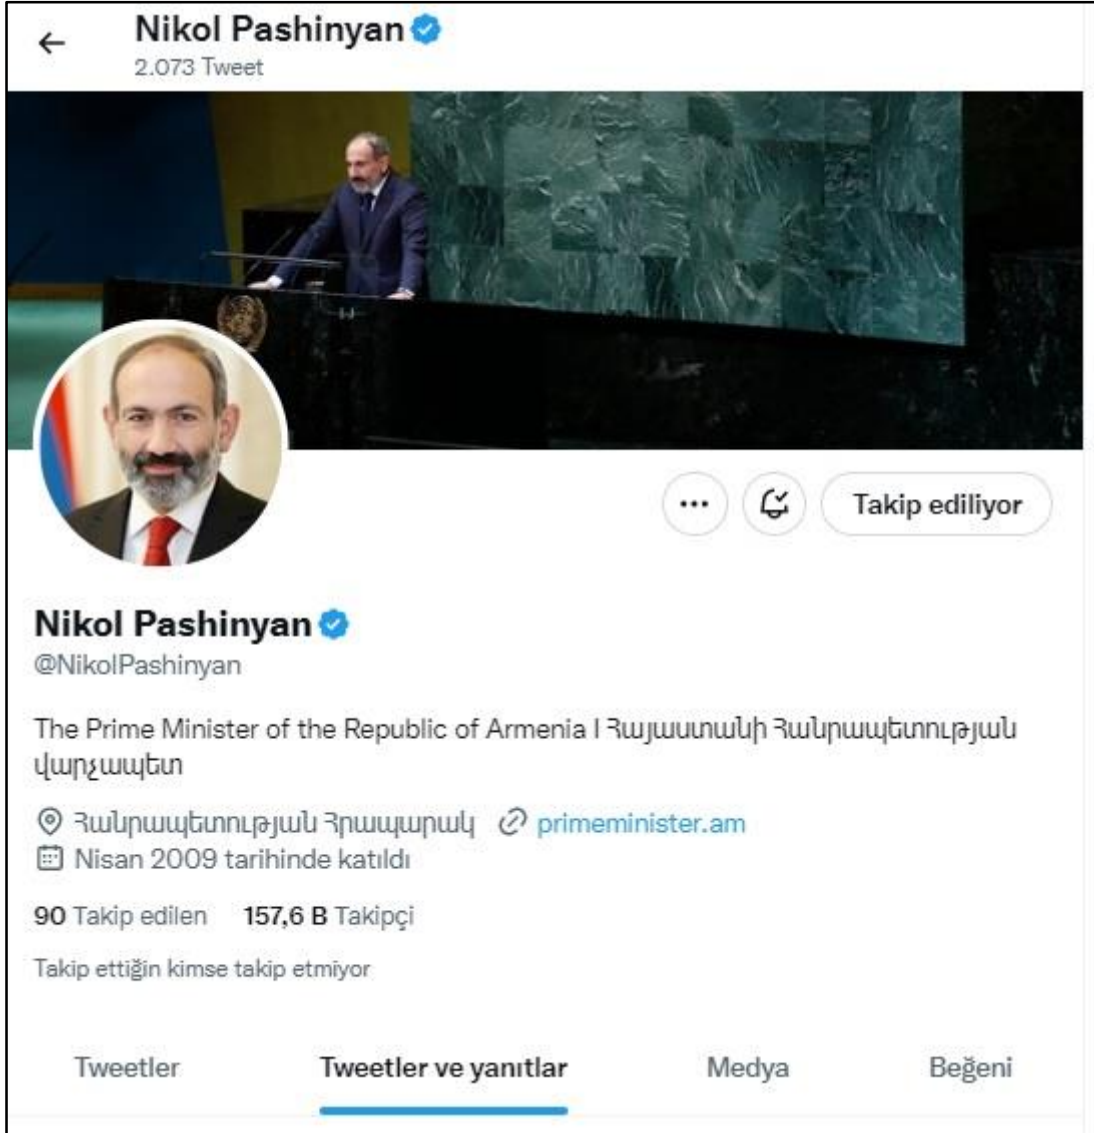 Nikol Pashinyan
2.073 Tweet
Takip ediliyor
Nikol Pashinyan
@NikolPashinyan
The Prime Minister of the Republic of Armenia I Հայաստանի Հանրապետության
վարչապետ
Հանրապետության Հրապարակ primeminister.am
Nisan 2009 tarihinde katıldı
90 Takip edilen 157,6 B Takipçi
Takip ettiğin kimse takip etmiyor
Tweetler Tweetler ve yanıtlar Medya Beğeni